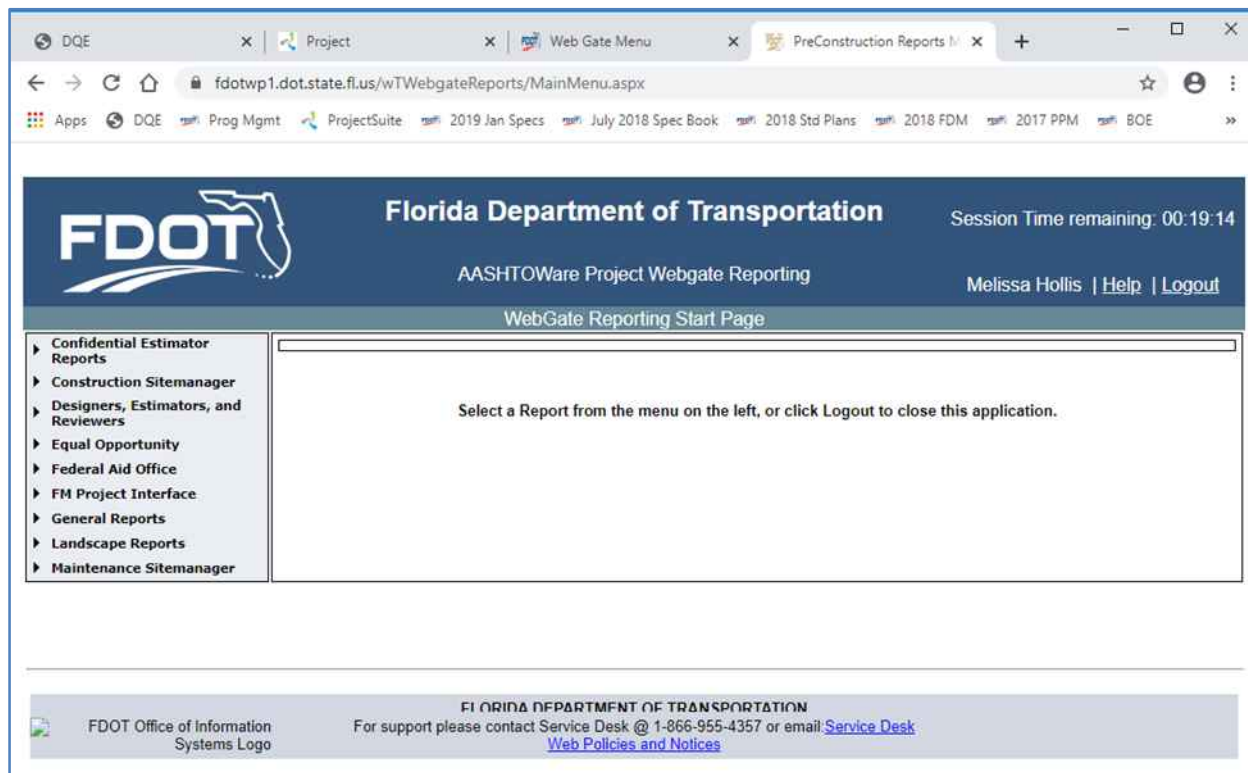 DQE
Project
Web Gate Menu
PreConstruction Reports M
fdotwp1.dot.state.fl.us/wTWebgateReports/MainMenu.aspx
Apps DQE Prog Mgmt ProjectSuite 2019 Jan Specs July 2018 Spec Book 2018 Std Plans 2018 FDM 2017 PPM BOE »
FDOT
Florida Department of Transportation
AASHTOWare Project Webgate Reporting
Session Time remaining: 00:19:14
Melissa Hollis | Help | Logout
WebGate Reporting Start Page
Confidential Estimator
Reports
Construction Sitemanager
Designers, Estimators, and
Reviewers
Equal Opportunity
Federal Aid Office
FM Project Interface
General Reports
Landscape Reports
Maintenance Sitemanager
Select a Report from the menu on the left, or click Logout to close this application.
FDOT Office of Information
Systems Logo
FLORIDA DEPARTMENT OF TRANSPORTATION
For support please contact Service Desk @ 1-866-955-4357 or email:Service Desk
Web Policies and Notices